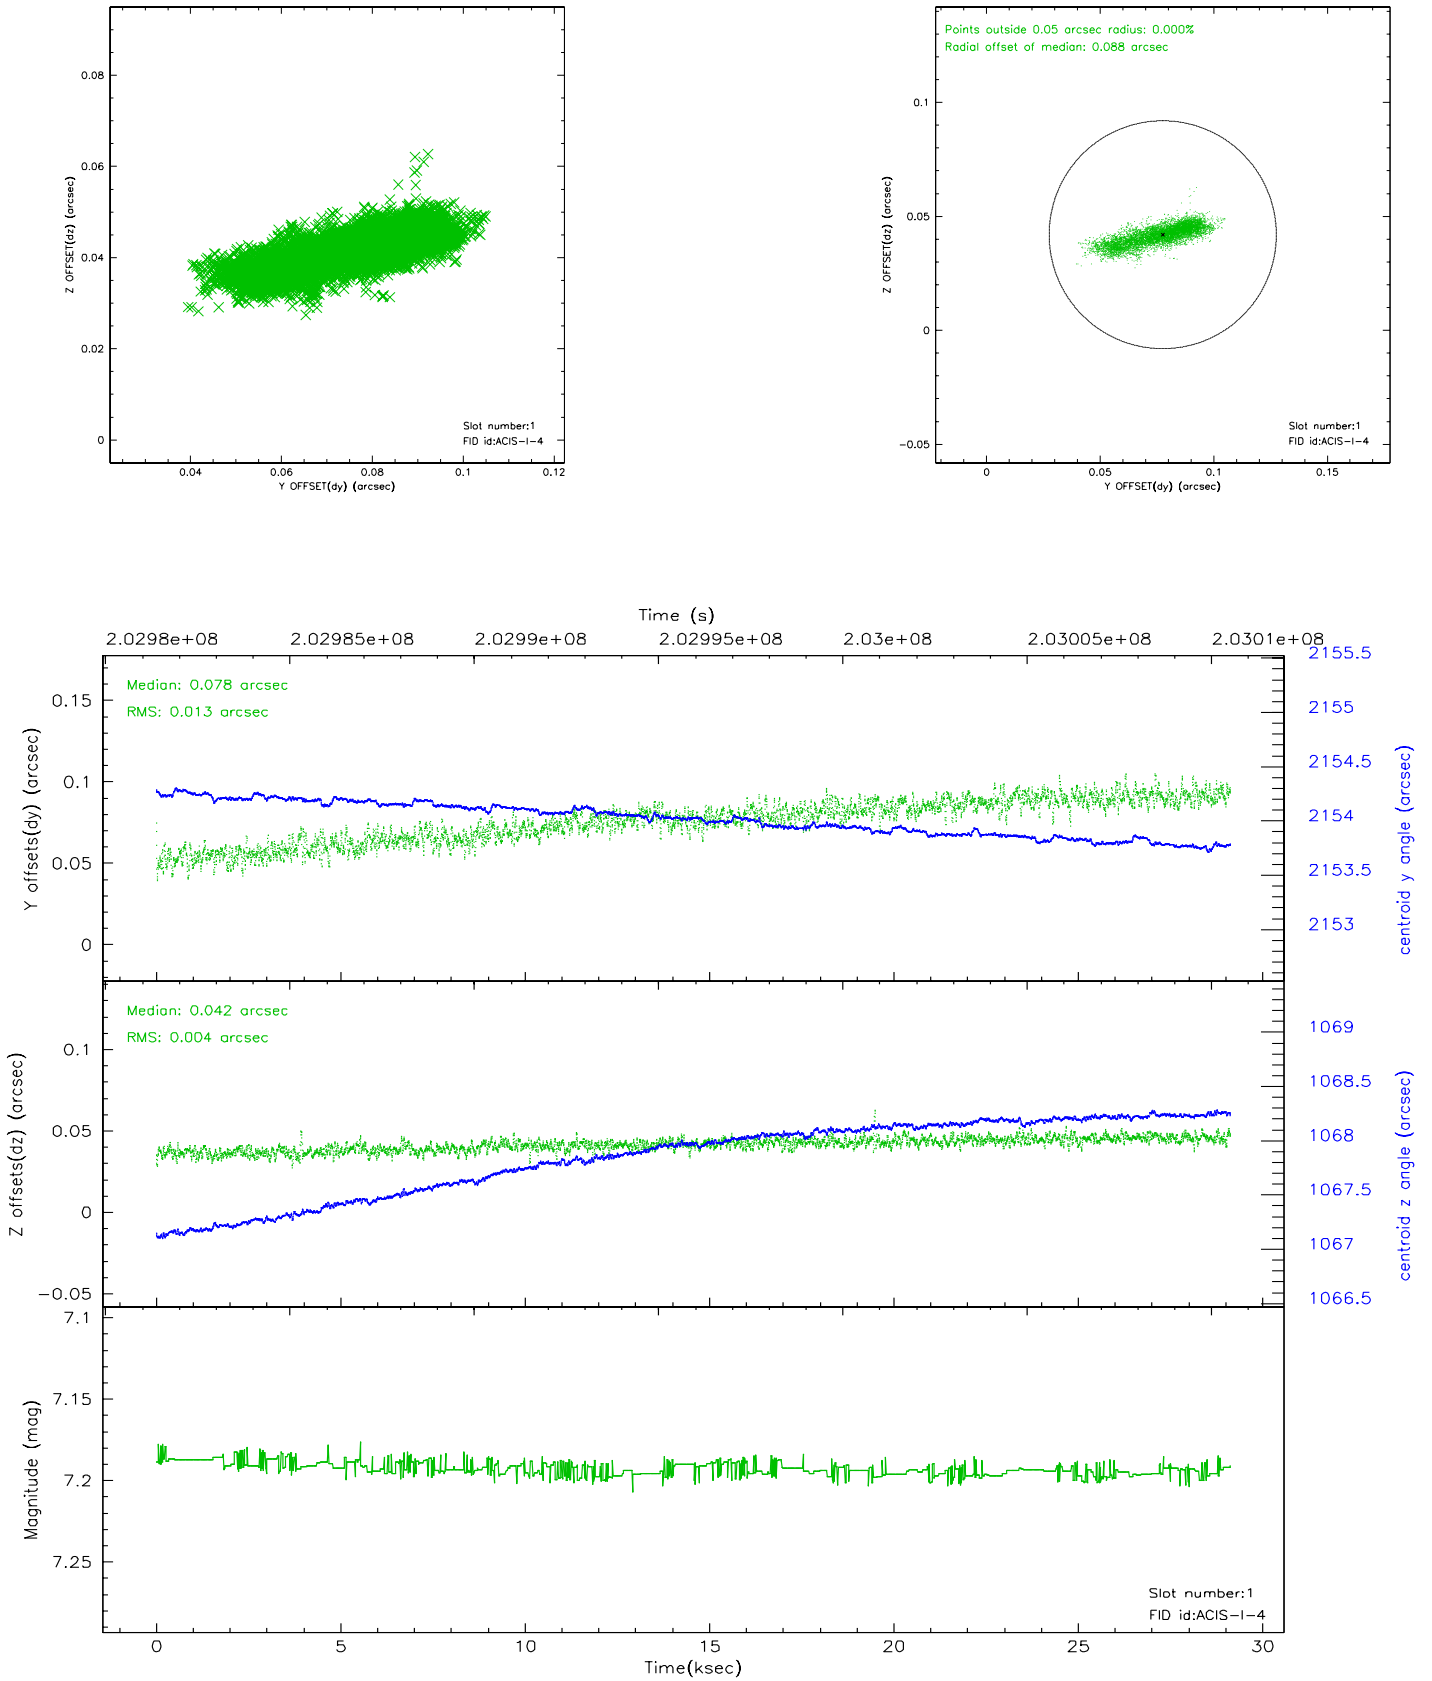 0.08
0.06
0.04
0.02
0
Z OFFSET(dz) (arcsec)
Slot number:1
FID id:ACIS-I-4
0.04 0.06 0.08 0.1 0.12
Y OFFSET(dy) (arcsec)
Points outside 0.05 arcsec radius: 0.000%
Radial offset of median: 0.088 arcsec
0.1
0.05
0
-0.05
Z OFFSET(dz) (arcsec)
Slot number:1
FID id:ACIS-I-4
0 0.05 0.1 0.15
Y OFFSET(dy) (arcsec)
Time (s)
2.0298e+08 2.02985e+08 2.0299e+08 2.02995e+08 2.03e+08 2.03005e+08 2.0301e+08
Median: 0.078 arcsec
RMS: 0.013 arcsec
0.15
0.1
0.05
0
Y offsets(dy) (arcsec)
2155.5
2155
2154.5
2154
2153.5
2153
centroid y angle (arcsec)
Median: 0.042 arcsec
RMS: 0.004 arcsec
0.1
0.05
0
-0.05
Z offsets(dz) (arcsec)
1069
1068.5
1068
1067.5
1067
1066.5
centroid z angle (arcsec)
7.1
7.15
7.2
7.25
Magnitude (mag)
Slot number:1
FID id:ACIS-I-4
0 5 10 15 20 25 30
Time(ksec)